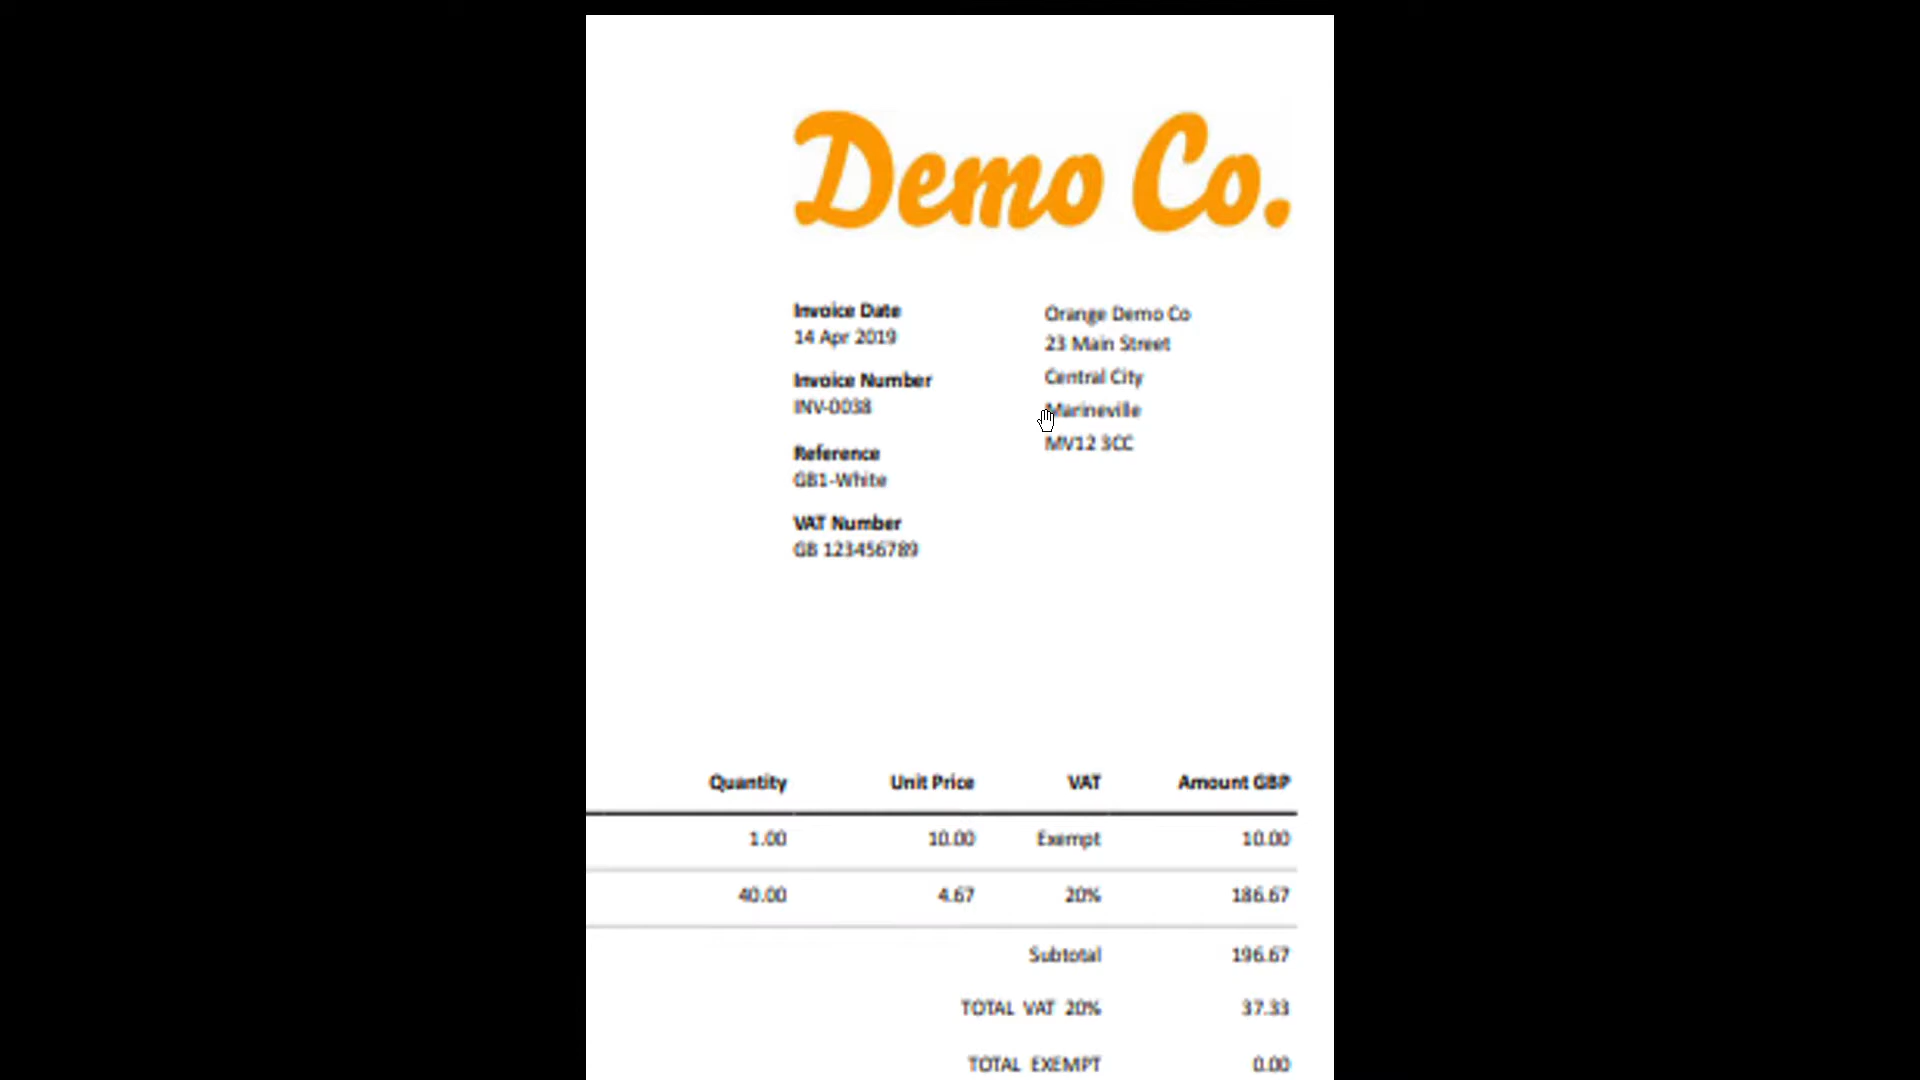 Demo Co.
Invoice Date
14 Apr 2019
Invoice Number
INV-0038
Reference
GB1-White
VAT Number
GB 123456789
Orange Demo Co
23 Main Street
Central City
Marineville
MV12 3CC
Quantity Unit Price VAT Amount GBP
1.00 10.00 Exempt 10.00
40.00 4.67 20% 186.67
Subtotal 196.67
TOTAL VAT 20% 37.33
TOTAL EXEMPT 0.00